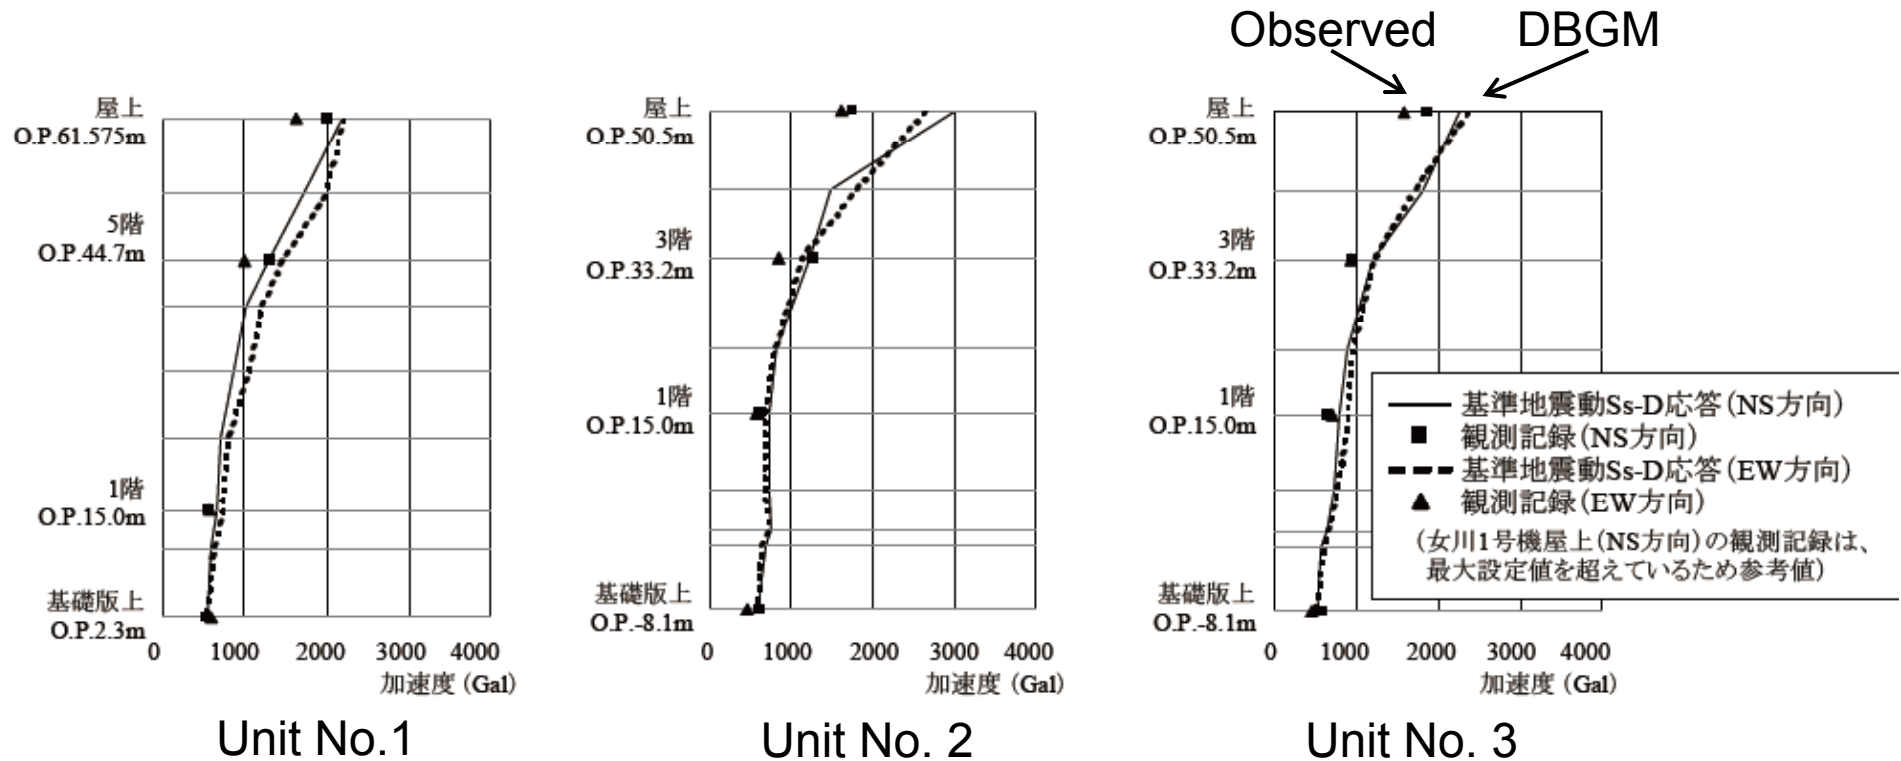 Observed DBGM
屋上
O.P.61.575m
5階
O.P.44.7m
1階
O.P.15.0m
基礎版上
O.P.2.3m
0 1000 2000 3000 4000
加速度 (Gal)
Unit No.1
屋上
O.P.50.5m
3階
O.P.33.2m
1階
O.P.15.0m
基礎版上
O.P.-8.1m
0 1000 2000 3000 4000
加速度 (Gal)
Unit No. 2
屋上
O.P.50.5m
3階
O.P.33.2m
1階
O.P.15.0m
基礎版上
O.P.-8.1m
0 1000 2000 3000 4000
加速度 (Gal)
Unit No. 3
基準地震動Ss-D応答(NS方向)
観測記録(NS方向)
基準地震動Ss-D応答(EW方向)
観測記録(EW方向)
(女川1号機屋上(NS方向)の観測記録は、
最大設定値を超えているため参考値)